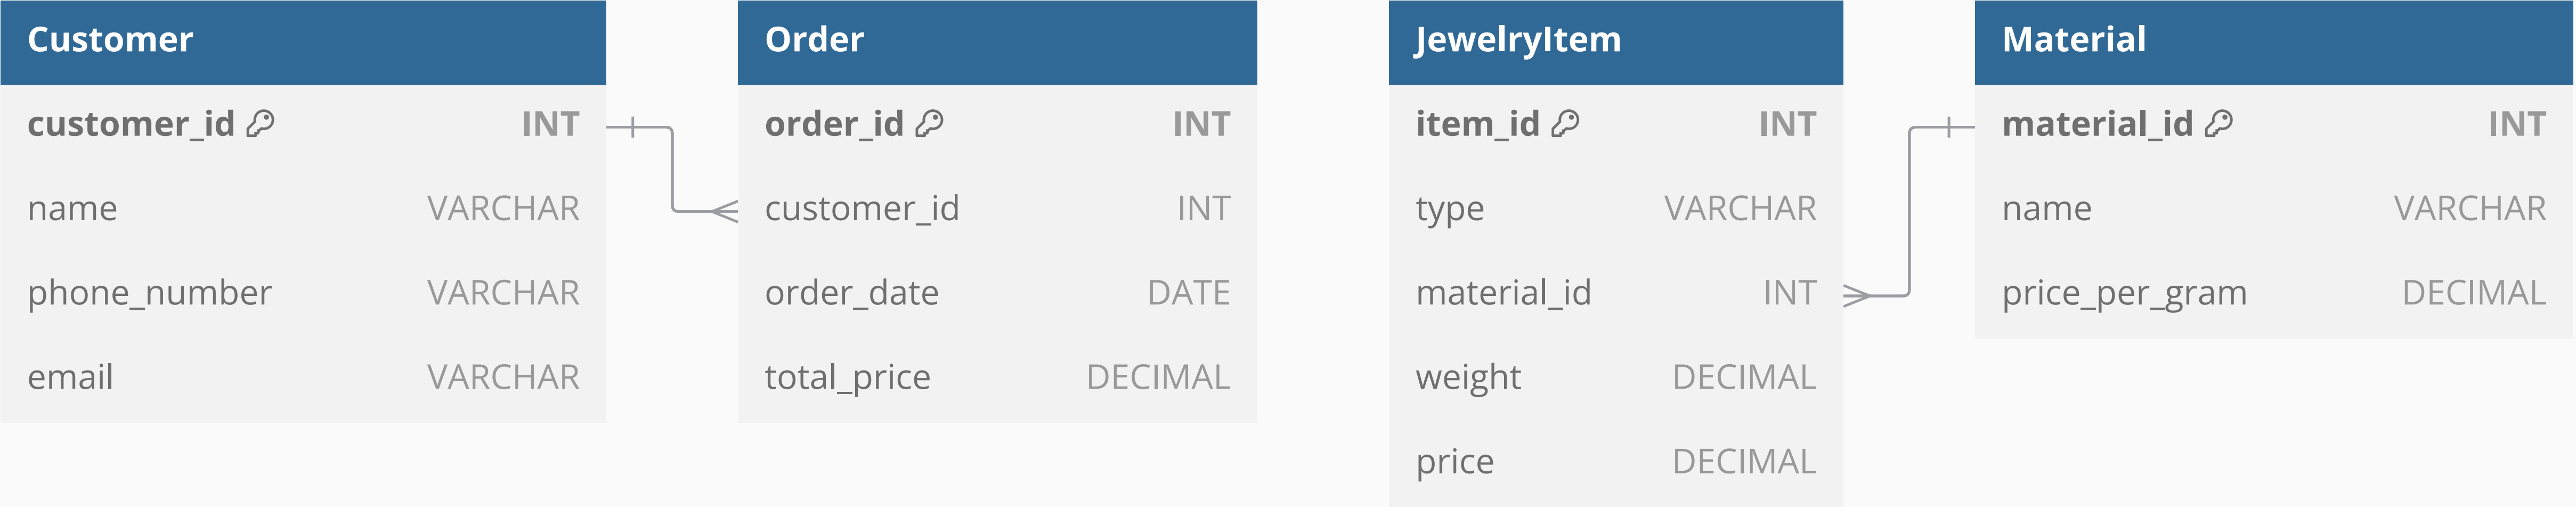 Customer
customer_id INT
name VARCHAR
phone_number VARCHAR
email VARCHAR
Order
order_id INT
customer_id INT
order_date DATE
total_price DECIMAL
JewelryItem
item_id INT
type VARCHAR
material_id INT
weight DECIMAL
price DECIMAL
Material
material_id INT
name VARCHAR
price_per_gram DECIMAL